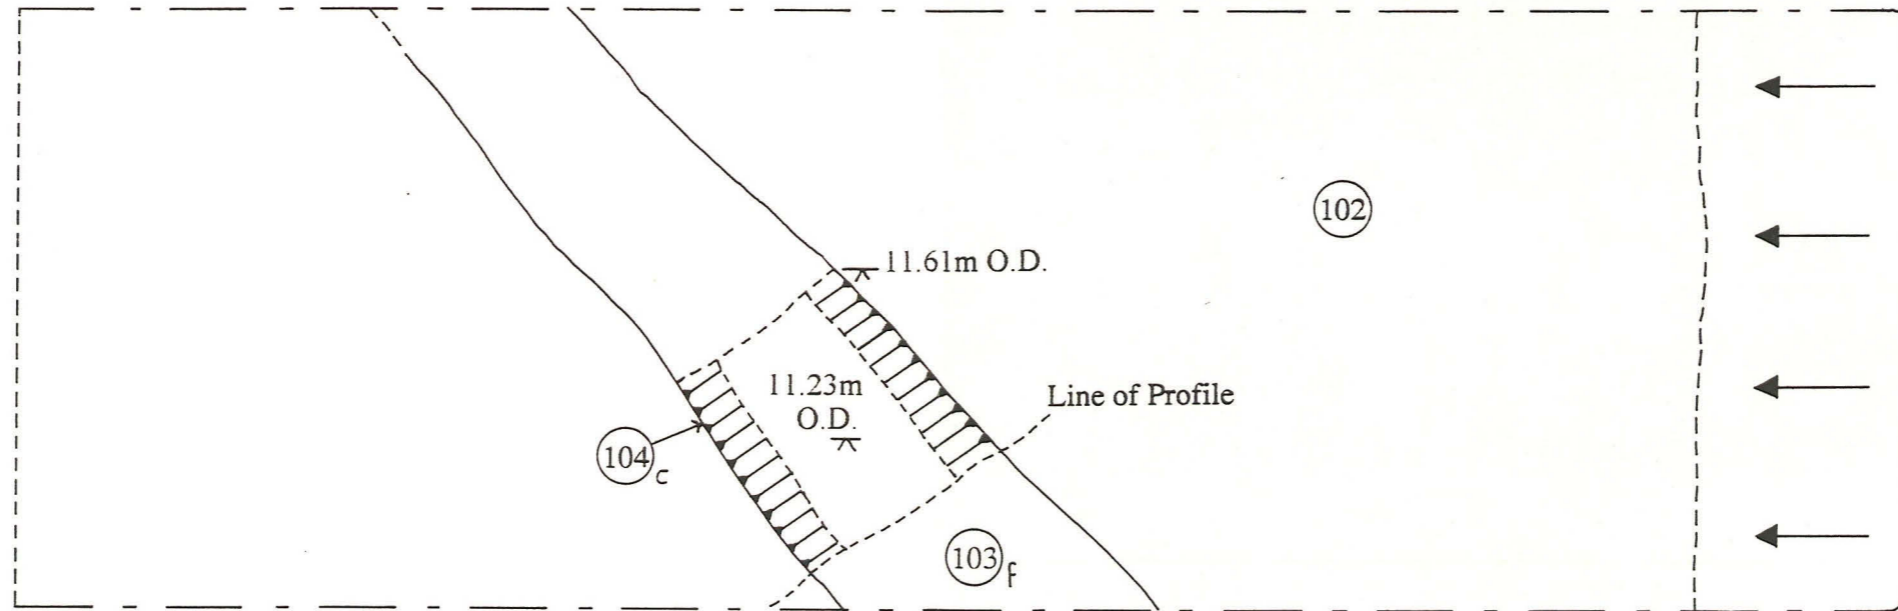 102
11.61m O.D.
11.23m
O.D.
Line of Profile
104 c
103 f